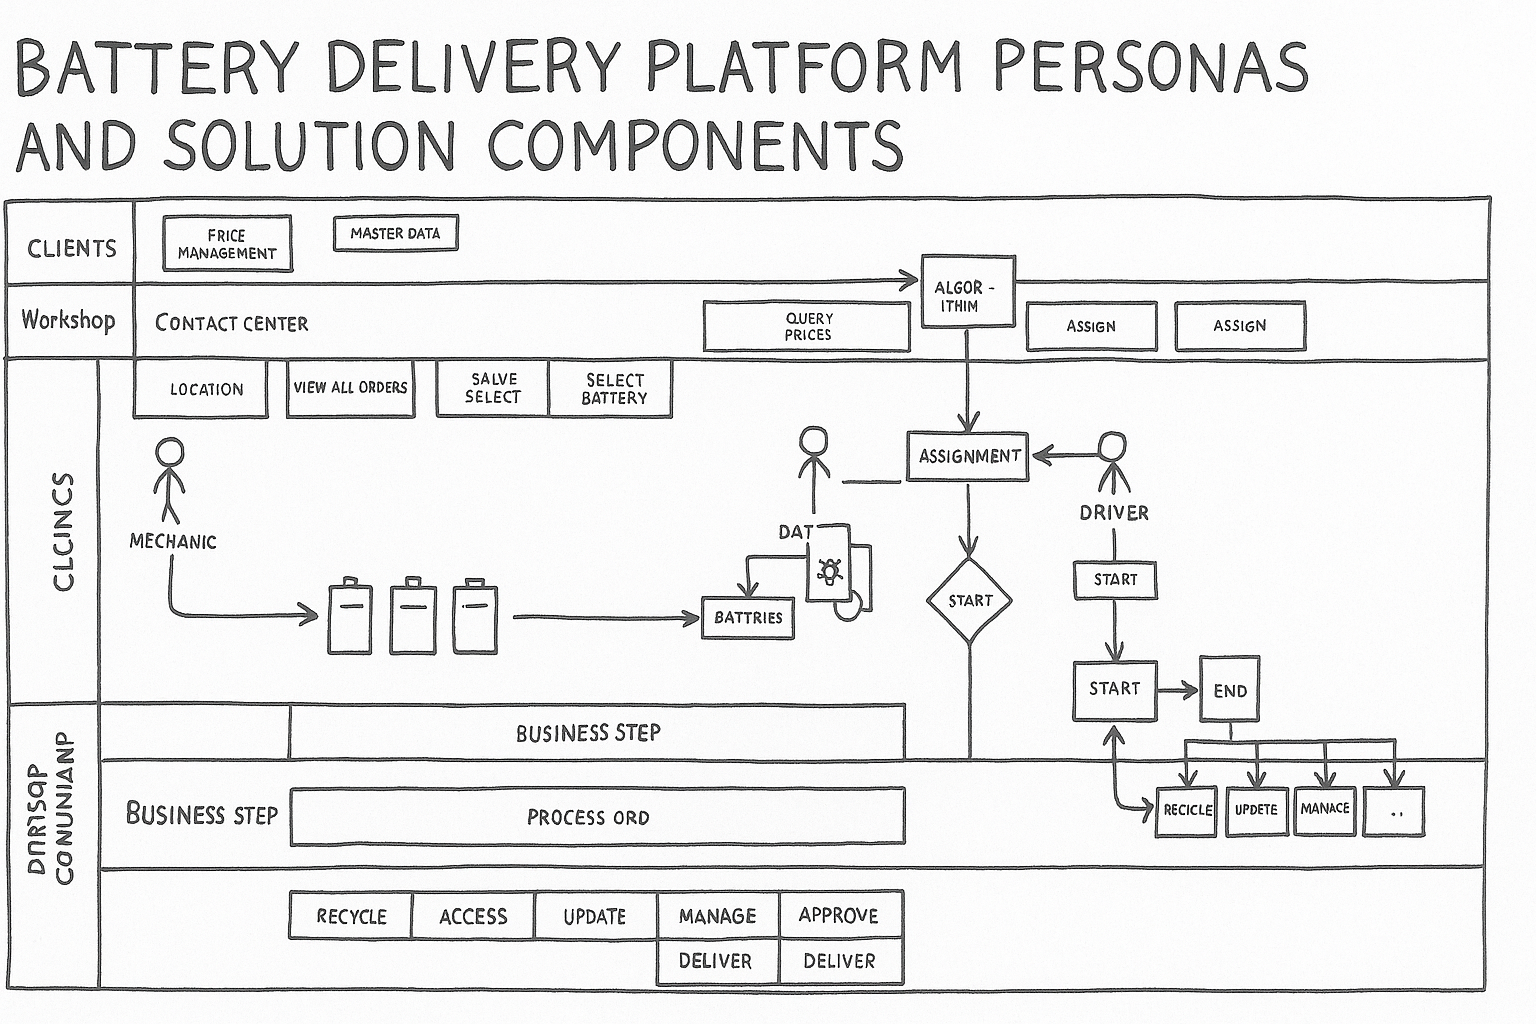 BATTERY DELIVERY PLATFORM PERSONAS
AND SOLUTION COMPONENTS
CLIENTS
FRICE
MANAGEMENT
MASTER DATA
ALGOR-
ITHIM
Workshop
CONTACT CENTER
QUERY
PRICES
ASSIGN
ASSIGN
CLCINCS
LOCATION
VIEW ALL ORDERS
SALVE
SELECT
SELECT
BATTERY
MECHANIC
DAT
BATTRIES
ASSIGNMENT
DRIVER
START
START
START
END
BUSINESS STEP
BUSINESS STEP
PROCESS ORD
RECICLE
UPDETE
MANACE
..
RECYCLE
ACCESS
UPDATE
MANAGE
APPROVE
DELIVER
DELIVER